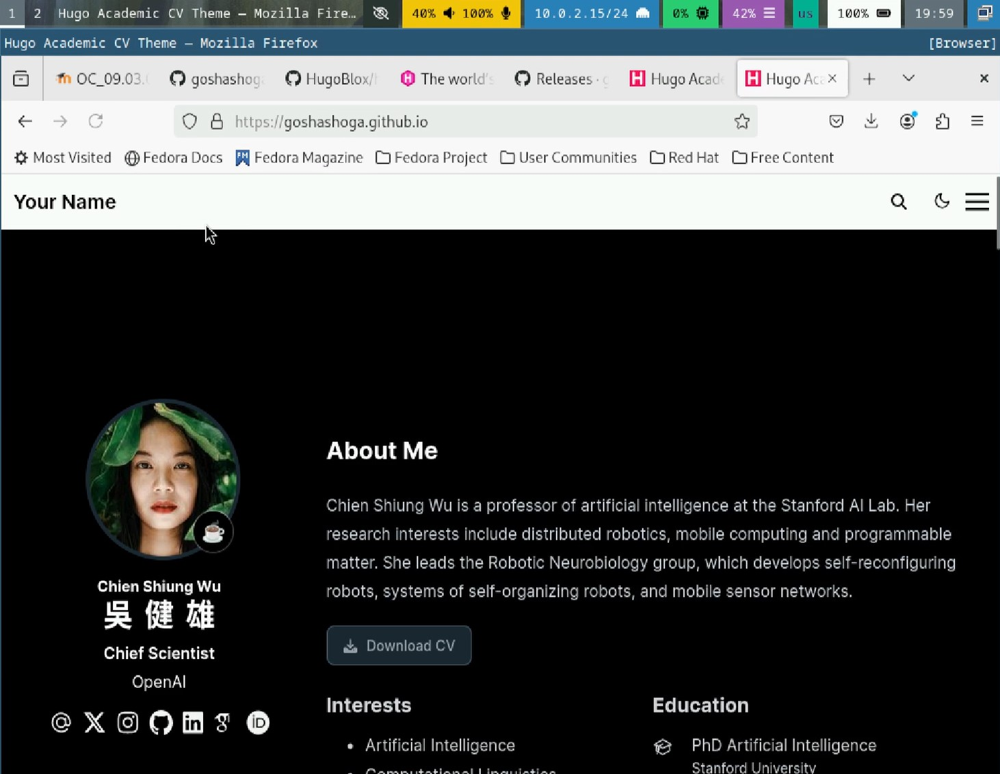 1 2 Hugo Academic CV Theme — Mozilla Fire… 40% 100% 10.0.2.15/24 0% 42% us 100% 19:59
Hugo Academic CV Theme — Mozilla Firefox [Browser]
OC_09.03. goshashoga HugoBlox/ The world's Releases · Hugo Acad Hugo Ac
https://goshashoga.github.io
Most Visited Fedora Docs Fedora Magazine Fedora Project User Communities Red Hat Free Content
Your Name
About Me
Chien Shiung Wu is a professor of artificial intelligence at the Stanford AI Lab. Her
research interests include distributed robotics, mobile computing and programmable
matter. She leads the Robotic Neurobiology group, which develops self-reconfiguring
robots, systems of self-organizing robots, and mobile sensor networks.
Download CV
Chien Shiung Wu
吳健雄
Chief Scientist
OpenAI
Interests
Artificial Intelligence
Computational Linguistics
Education
PhD Artificial Intelligence
Stanford University